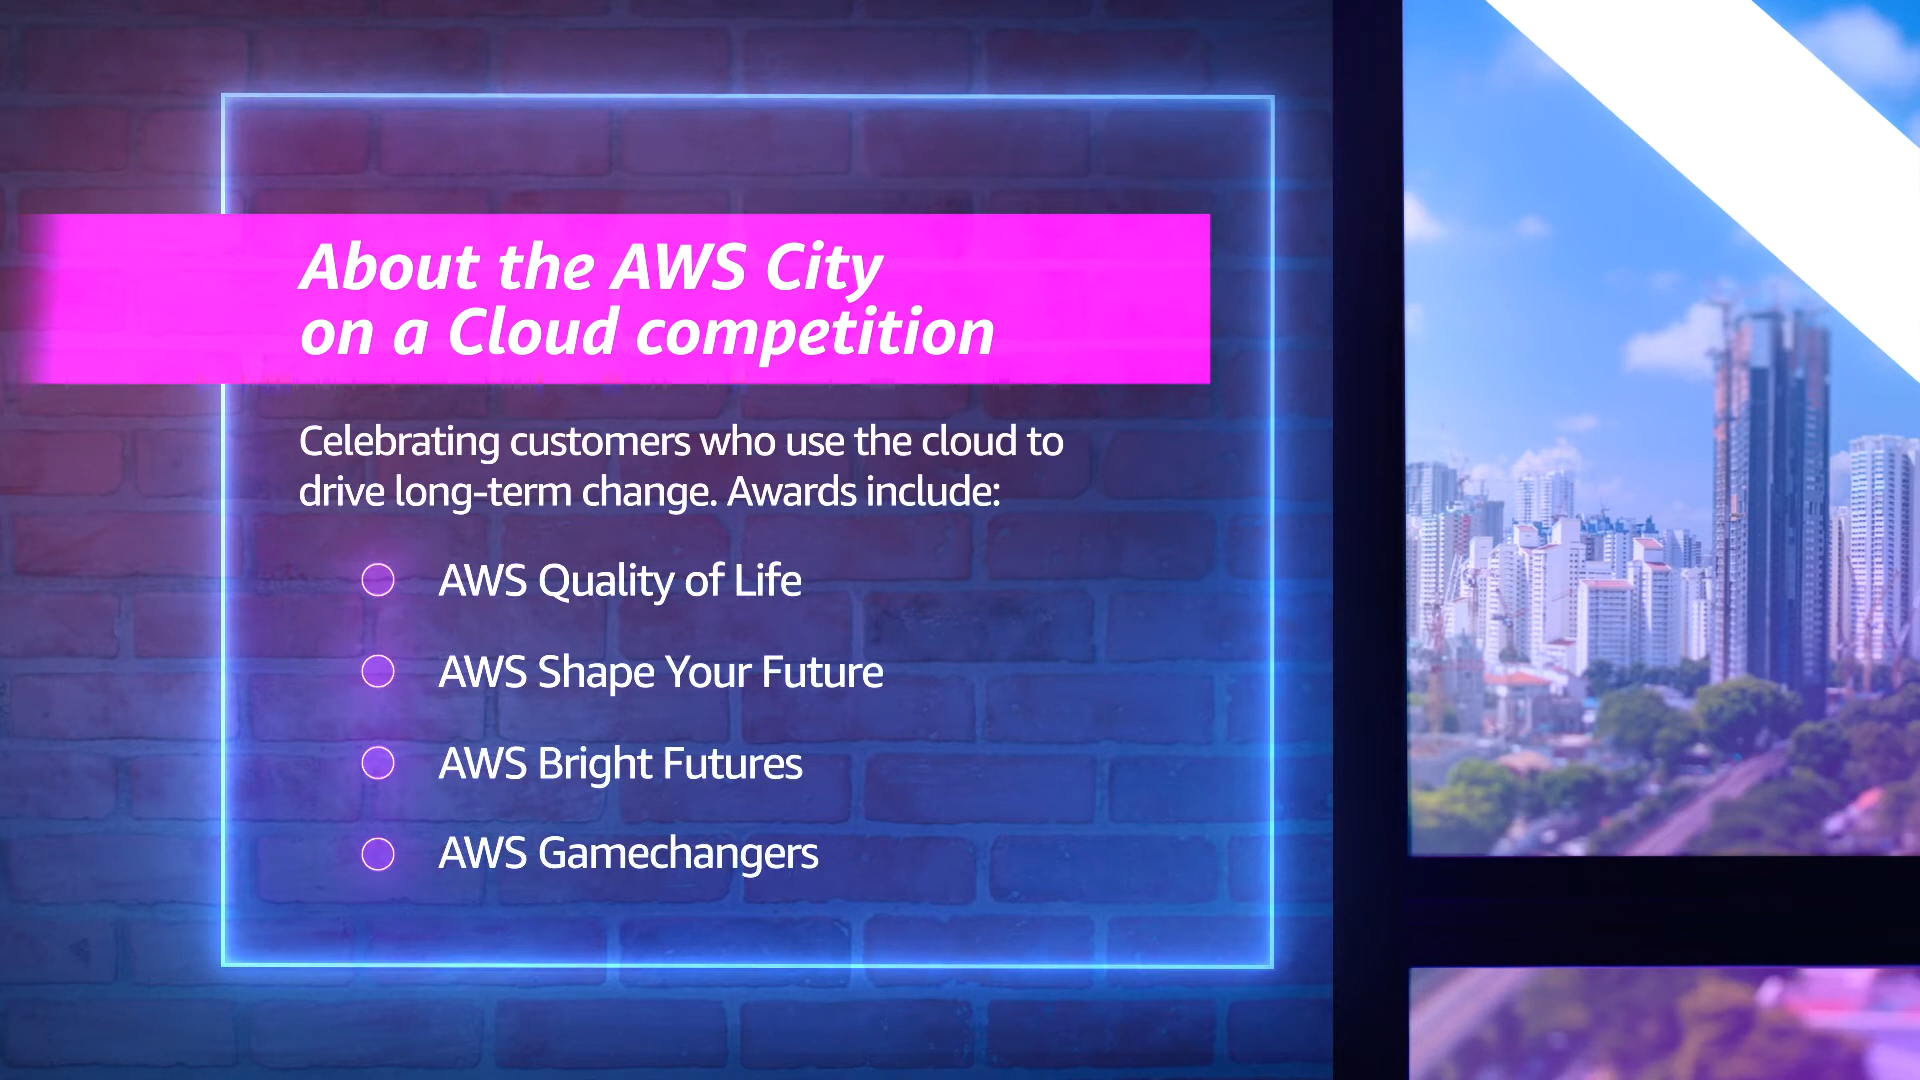 About the AWS City
on a Cloud competition
Celebrating customers who use the cloud to
drive long-term change. Awards include:
AWS Quality of Life
AWS Shape Your Future
AWS Bright Futures
AWS Gamechangers